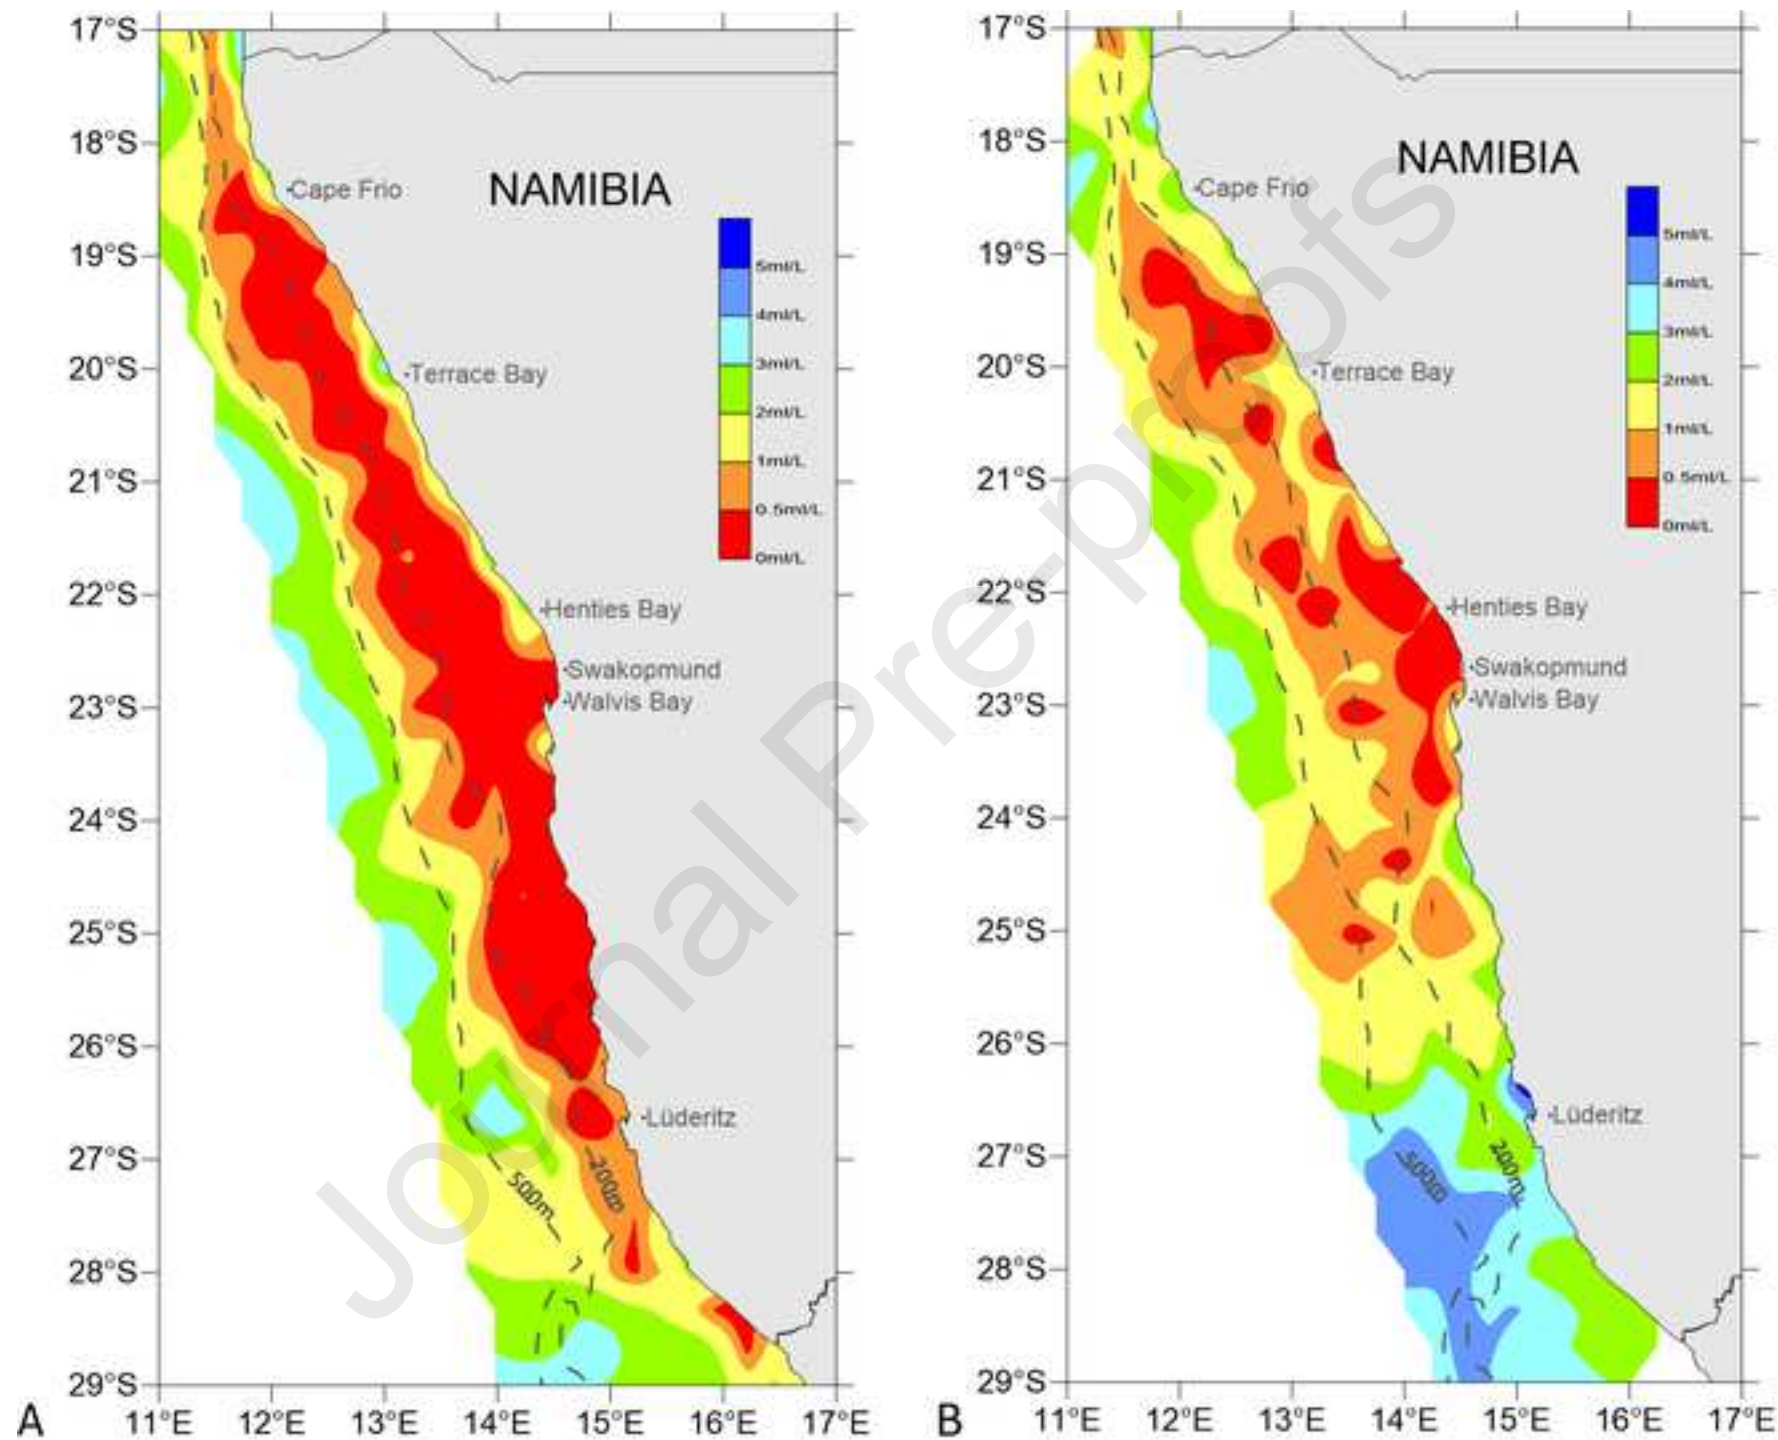 17°S
18°S
19°S
20°S
21°S
22°S
23°S
24°S
25°S
26°S
27°S
28°S
29°S
11°E 12°E 13°E 14°E 15°E 16°E 17°E
A
NAMIBIA
Cape Frio
Terrace Bay
Henties Bay
Swakopmund
Walvis Bay
Lüderitz
5ml/L
4ml/L
3ml/L
2ml/L
1ml/L
0.5ml/L
0ml/L
500m
200m
17°S
18°S
19°S
20°S
21°S
22°S
23°S
24°S
25°S
26°S
27°S
28°S
29°S
11°E 12°E 13°E 14°E 15°E 16°E 17°E
B
NAMIBIA
Cape Frio
Terrace Bay
Henties Bay
Swakopmund
Walvis Bay
Lüderitz
5ml/L
4ml/L
3ml/L
2ml/L
1ml/L
0.5ml/L
0ml/L
500m
200m
Journal Pre-proofs